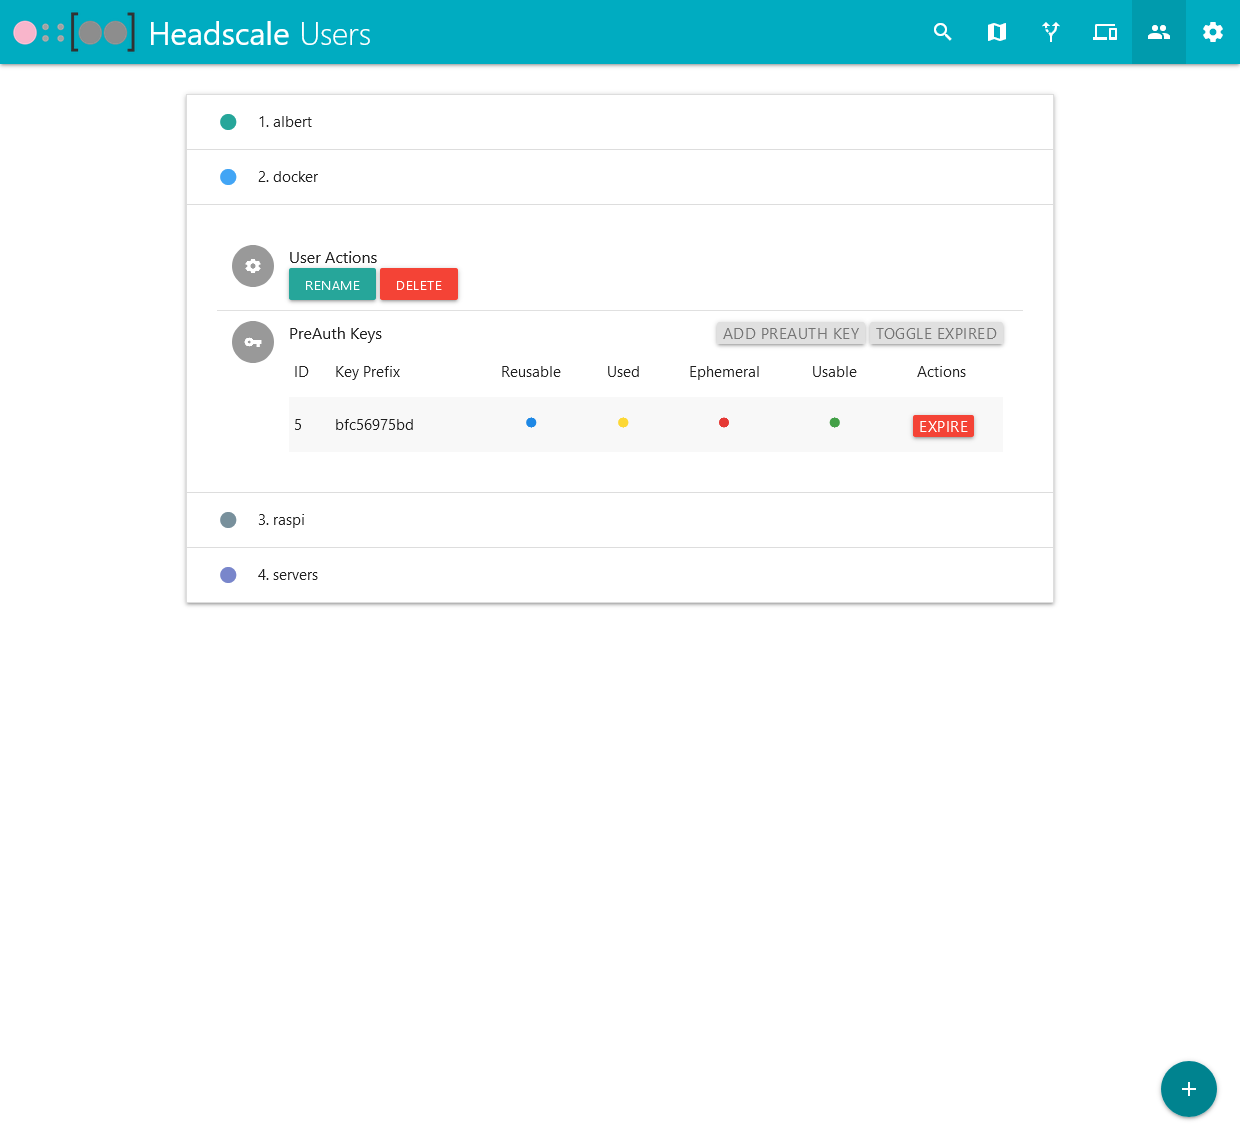 Headscale Users
1. albert
2. docker
User Actions
RENAME DELETE
PreAuth Keys ADD PREAUTH KEY TOGGLE EXPIRED
ID Key Prefix Reusable Used Ephemeral Usable Actions
5 bfc56975bd EXPIRE
3. raspi
4. servers